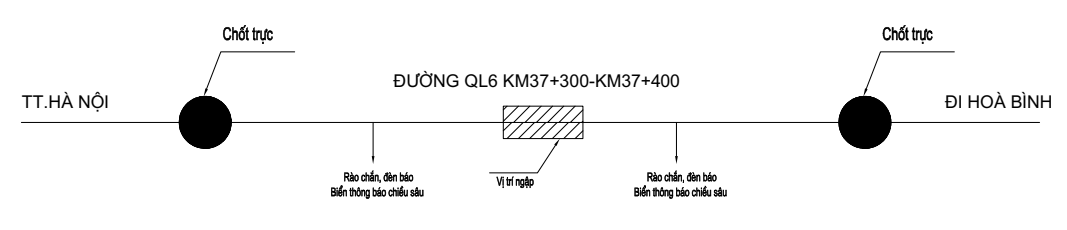 Chốt trực
Chốt trực
ĐƯỜNG QL6 KM37+300-KM37+400
TT.HÀ NỘI
ĐI HOÀ BÌNH
Rào chắn, đèn báo
Biển thông báo chiều sâu
Vị trí ngập
Rào chắn, đèn báo
Biển thông báo chiều sâu